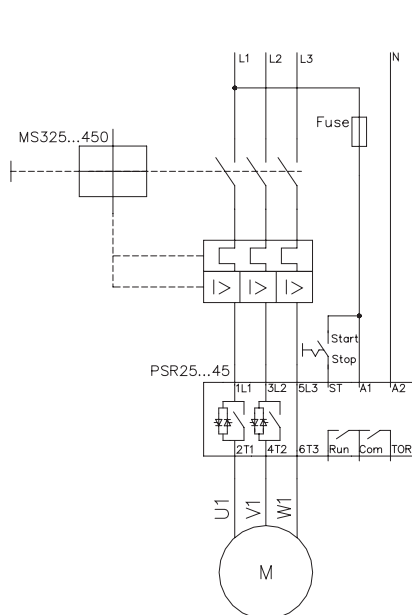 L1 L2 L3 N
Fuse
MS325...450
I> I> I>
Start
Stop
PSR25...45
1L1 3L2 5L3 ST A1 A2
2T1 4T2 6T3 Run Com TOR
U1 V1 W1
M